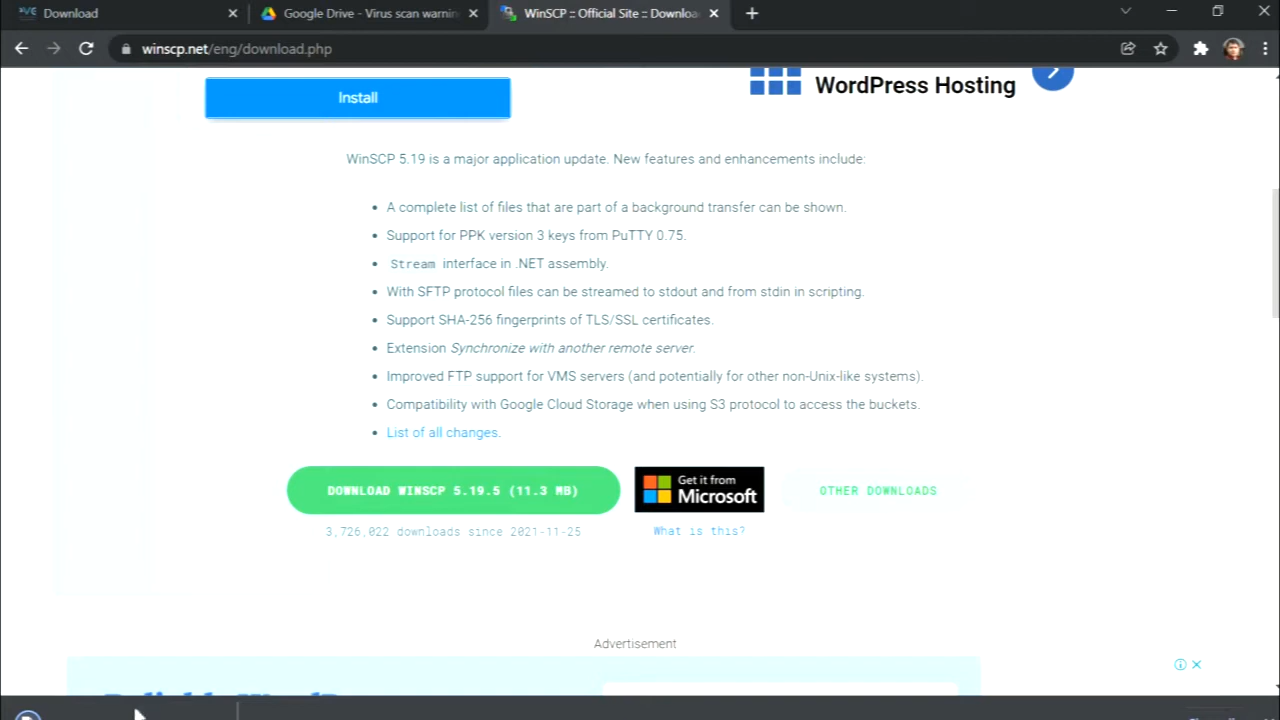 Download
Google Drive - Virus scan warnin
WinSCP :: Official Site :: Downloa
winscp.net/eng/download.php
Install
WordPress Hosting
WinSCP 5.19 is a major application update. New features and enhancements include:
• A complete list of files that are part of a background transfer can be shown.
• Support for PPK version 3 keys from PuTTY 0.75.
• Stream interface in .NET assembly.
• With SFTP protocol files can be streamed to stdout and from stdin in scripting.
• Support SHA-256 fingerprints of TLS/SSL certificates.
• Extension Synchronize with another remote server.
• Improved FTP support for VMS servers (and potentially for other non-Unix-like systems).
• Compatibility with Google Cloud Storage when using S3 protocol to access the buckets.
• List of all changes.
DOWNLOAD WINSCP 5.19.5 (11.3 MB)
Get it from
Microsoft
OTHER DOWNLOADS
3,726,022 downloads since 2021-11-25
What is this?
Advertisement